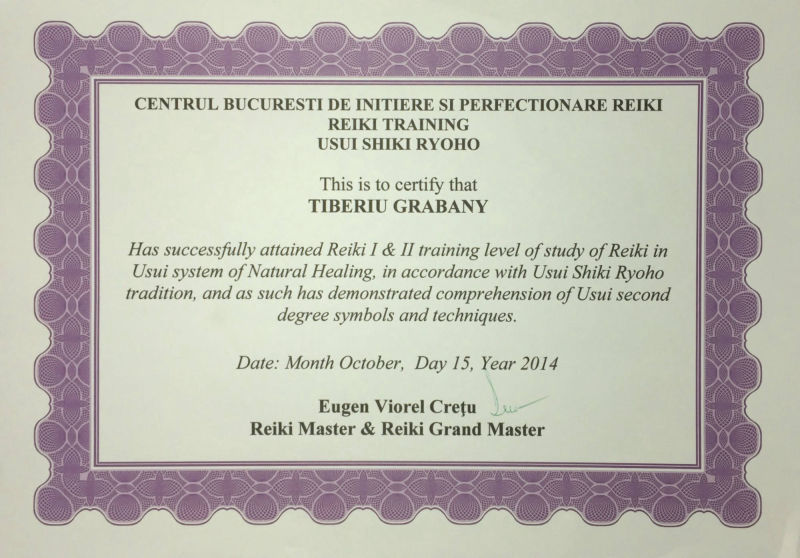 CENTRUL BUCURESTI DE INITIERE SI PERFECTIONARE REIKI
REIKI TRAINING
USUI SHIKI RYOHO
This is to certify that
TIBERIU GRABANY
Has successfully attained Reiki I & II training level of study of Reiki in
Usui system of Natural Healing, in accordance with Usui Shiki Ryoho
tradition, and as such has demonstrated comprehension of Usui second
degree symbols and techniques.
Date: Month October, Day 15, Year 2014
Eugen Viorel Creţu
Reiki Master & Reiki Grand Master